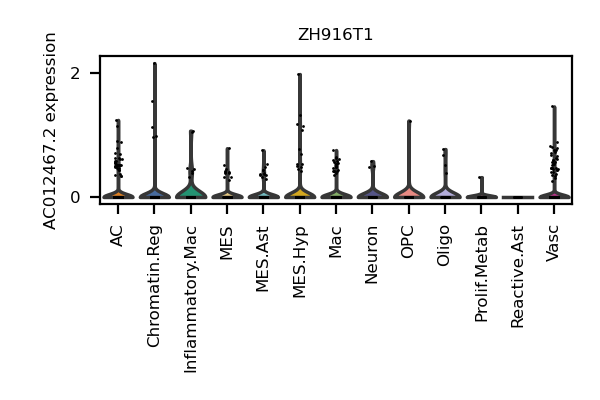 ZH916T1
AC012467.2 expression
2
0
AC
Chromatin.Reg
Inflammatory.Mac
MES
MES.Ast
MES.Hyp
Mac
Neuron
OPC
Oligo
Prolif.Metab
Reactive.Ast
Vasc